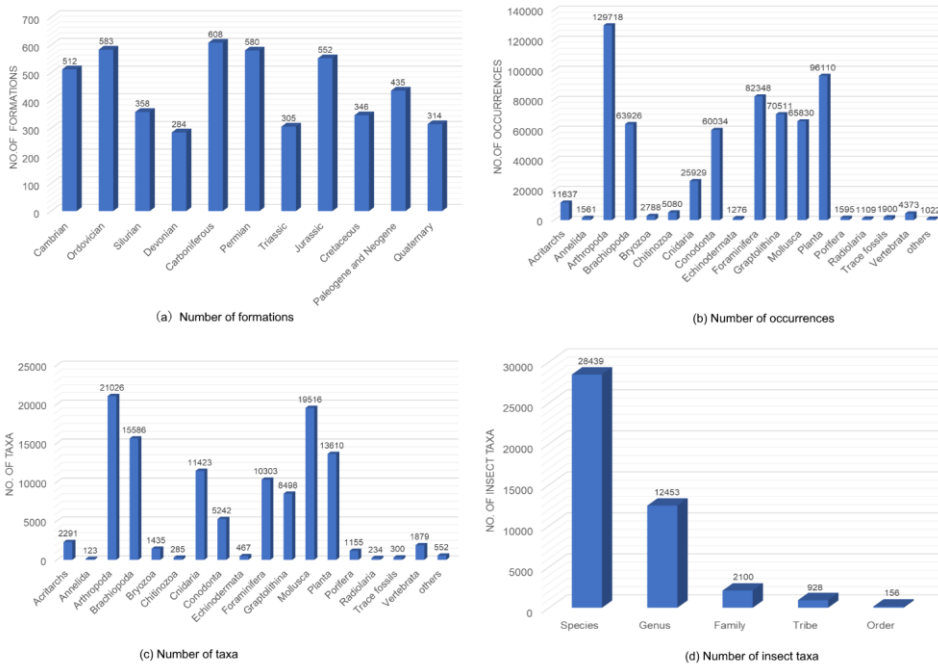 700
600
500
400
300
200
100
0
NO.OF FORMATIONS
512
583
358
284
608
580
305
552
346
435
314
Cambrian
Ordovician
Silurian
Devonian
Carboniferous
Permian
Triassic
Jurassic
Cretaceous
Paleogene and Neogene
Quaternary
(a) Number of formations
140000
120000
100000
80000
60000
40000
20000
0
NO.OF OCCURRENCES
11637
1561
129718
63926
2788
5080
25929
60034
1276
82348
70511
65830
96110
1595
1109
1900
4373
1022
Acritarchs
Annelida
Arthropoda
Brachiopoda
Bryozoa
Chitinozoa
Cnidaria
Conodonta
Echinodermata
Foraminifera
Graptolithina
Mollusca
Planta
Porifera
Radiolaria
Trace fossils
Vertebrata
others
(b) Number of occurrences
25000
20000
15000
10000
5000
0
NO. OF TAXA
2291
123
21026
15586
1435
285
11423
5242
467
10303
8498
19516
13610
1155
234
300
1879
552
Acritarchs
Annelida
Arthropoda
Brachiopoda
Bryozoa
Chitinozoa
Cnidaria
Conodonta
Echinodermata
Foraminifera
Graptolithina
Mollusca
Planta
Porifera
Radiolaria
Trace fossils
Vertebrata
others
(c) Number of taxa
30000
25000
20000
15000
10000
5000
0
NO. OF INSECT TAXA
28439
12453
2100
928
156
Species
Genus
Family
Tribe
Order
(d) Number of insect taxa